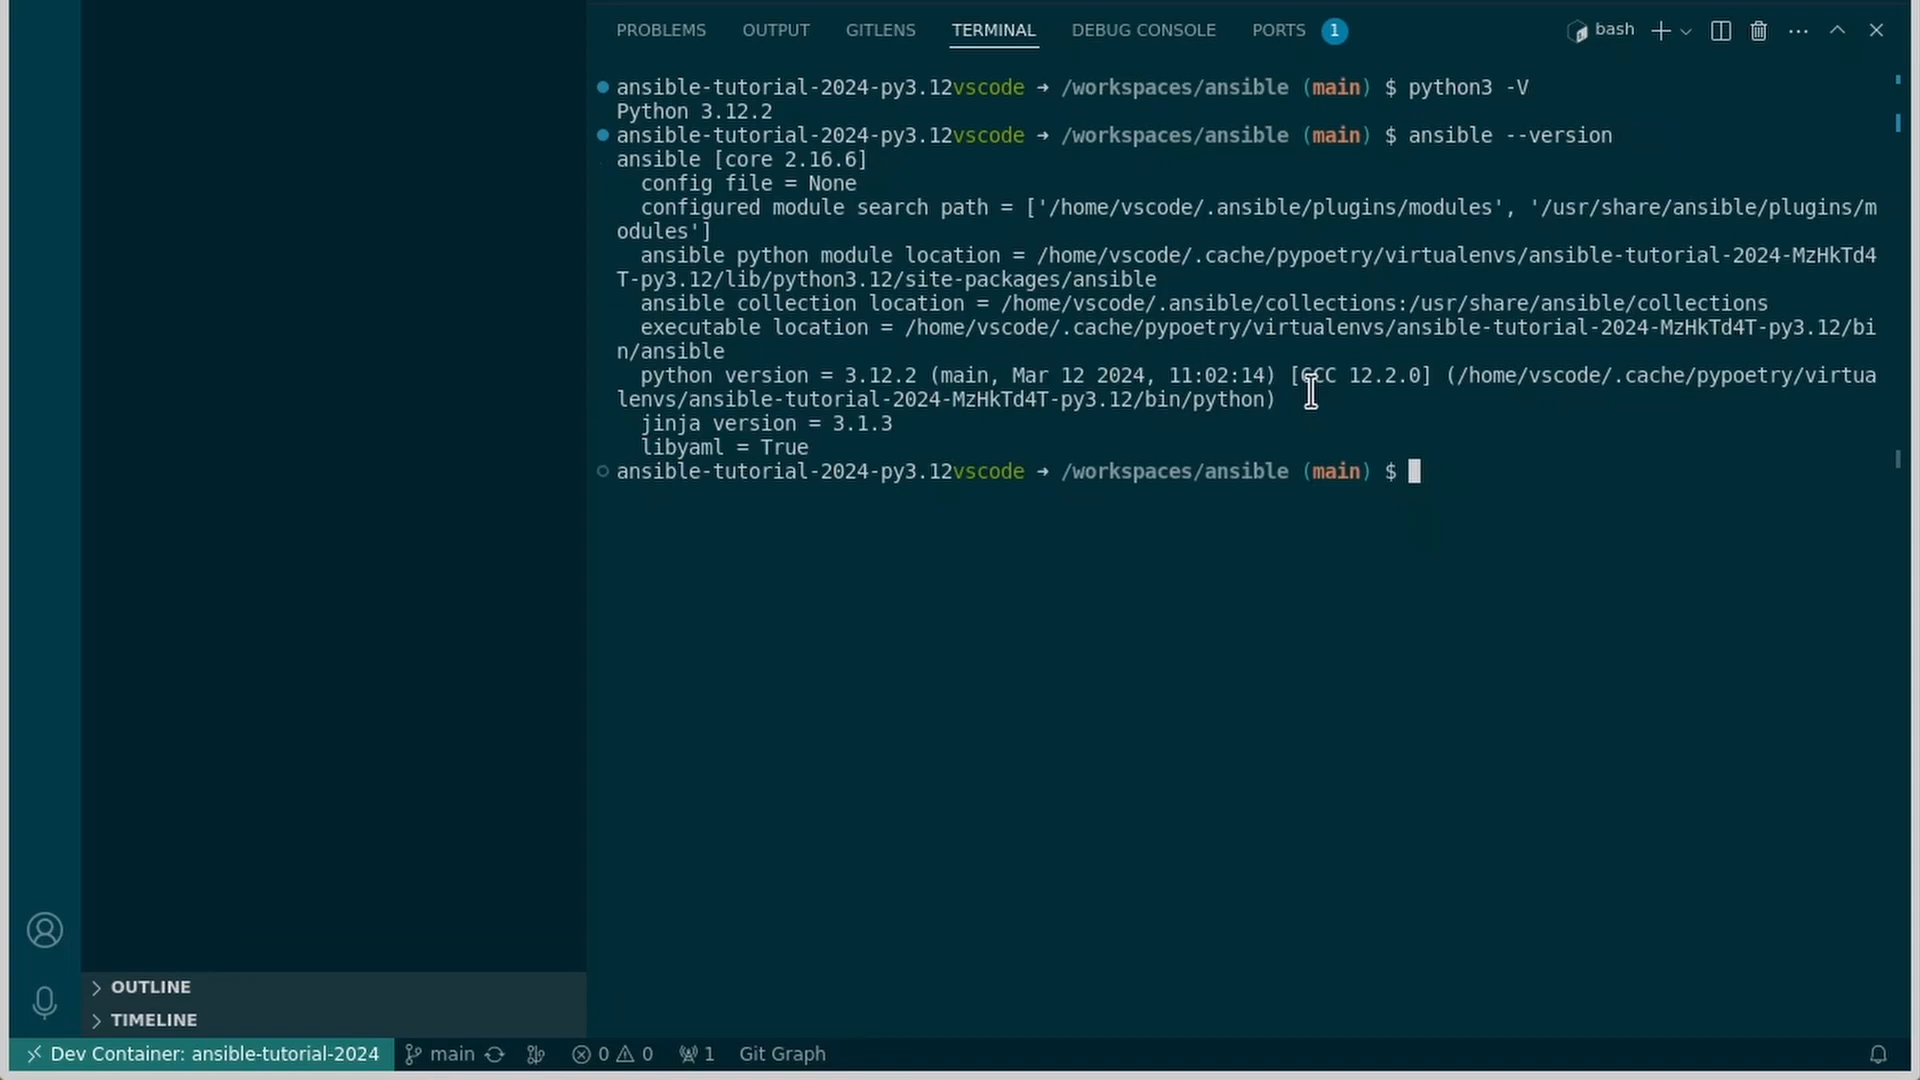 PROBLEMS OUTPUT GITLENS TERMINAL DEBUG CONSOLE PORTS 1 bash
ansible-tutorial-2024-py3.12vscode ➜ /workspaces/ansible (main) $ python3 -V
Python 3.12.2
ansible-tutorial-2024-py3.12vscode ➜ /workspaces/ansible (main) $ ansible --version
ansible [core 2.16.6]
config file = None
configured module search path = ['/home/vscode/.ansible/plugins/modules', '/usr/share/ansible/plugins/m
odules']
ansible python module location = /home/vscode/.cache/pypoetry/virtualenvs/ansible-tutorial-2024-MzHkTd4
T-py3.12/lib/python3.12/site-packages/ansible
ansible collection location = /home/vscode/.ansible/collections:/usr/share/ansible/collections
executable location = /home/vscode/.cache/pypoetry/virtualenvs/ansible-tutorial-2024-MzHkTd4T-py3.12/bi
n/ansible
python version = 3.12.2 (main, Mar 12 2024, 11:02:14) [GCC 12.2.0] (/home/vscode/.cache/pypoetry/virtua
lenvs/ansible-tutorial-2024-MzHkTd4T-py3.12/bin/python)
jinja version = 3.1.3
libyaml = True
ansible-tutorial-2024-py3.12vscode ➜ /workspaces/ansible (main) $
OUTLINE
TIMELINE
Dev Container: ansible-tutorial-2024 main 0 0 1 Git Graph